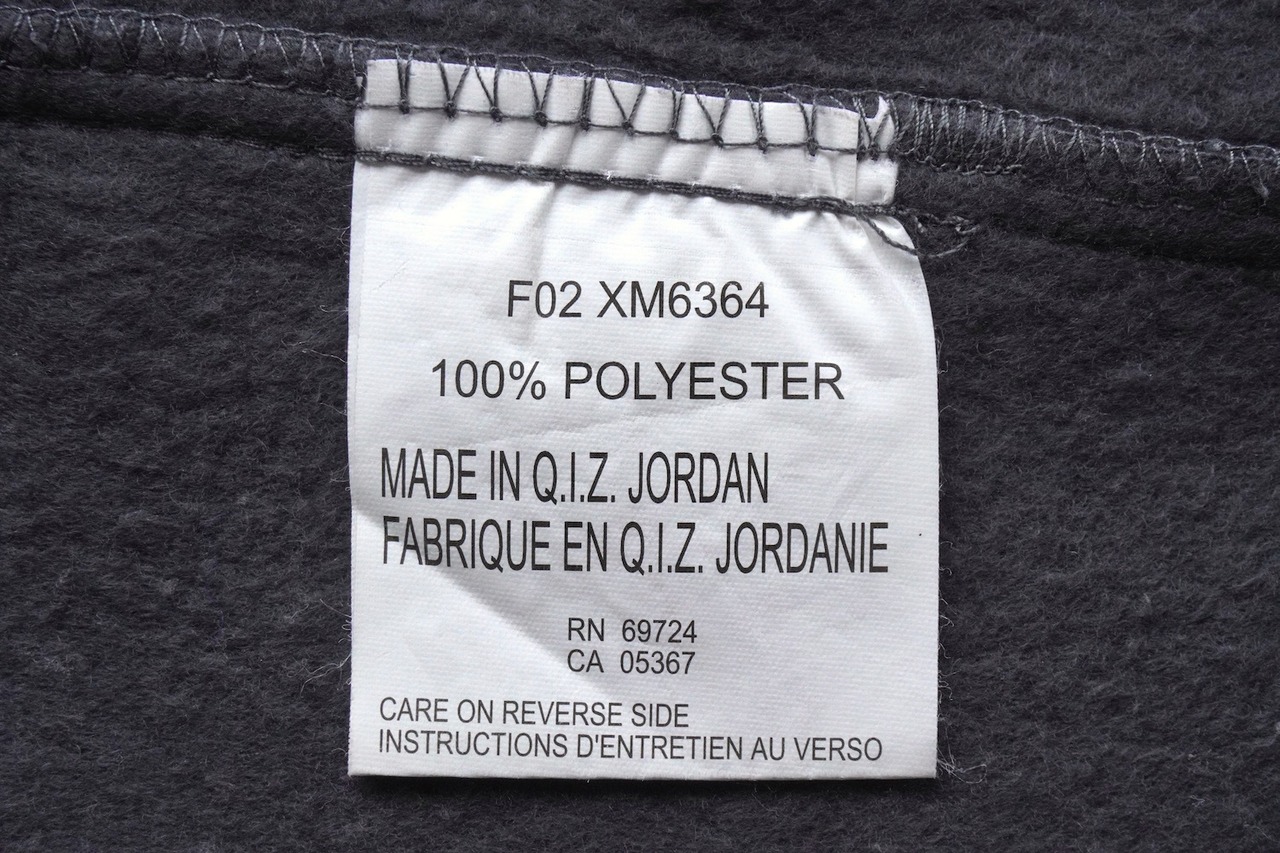 F02 XM6364
100% POLYESTER
MADE IN Q.I.Z. JORDAN
FABRIQUE EN Q.I.Z. JORDANIE
RN 69724
CA 05367
CARE ON REVERSE SIDE
INSTRUCTIONS D'ENTRETIEN AU VERSO